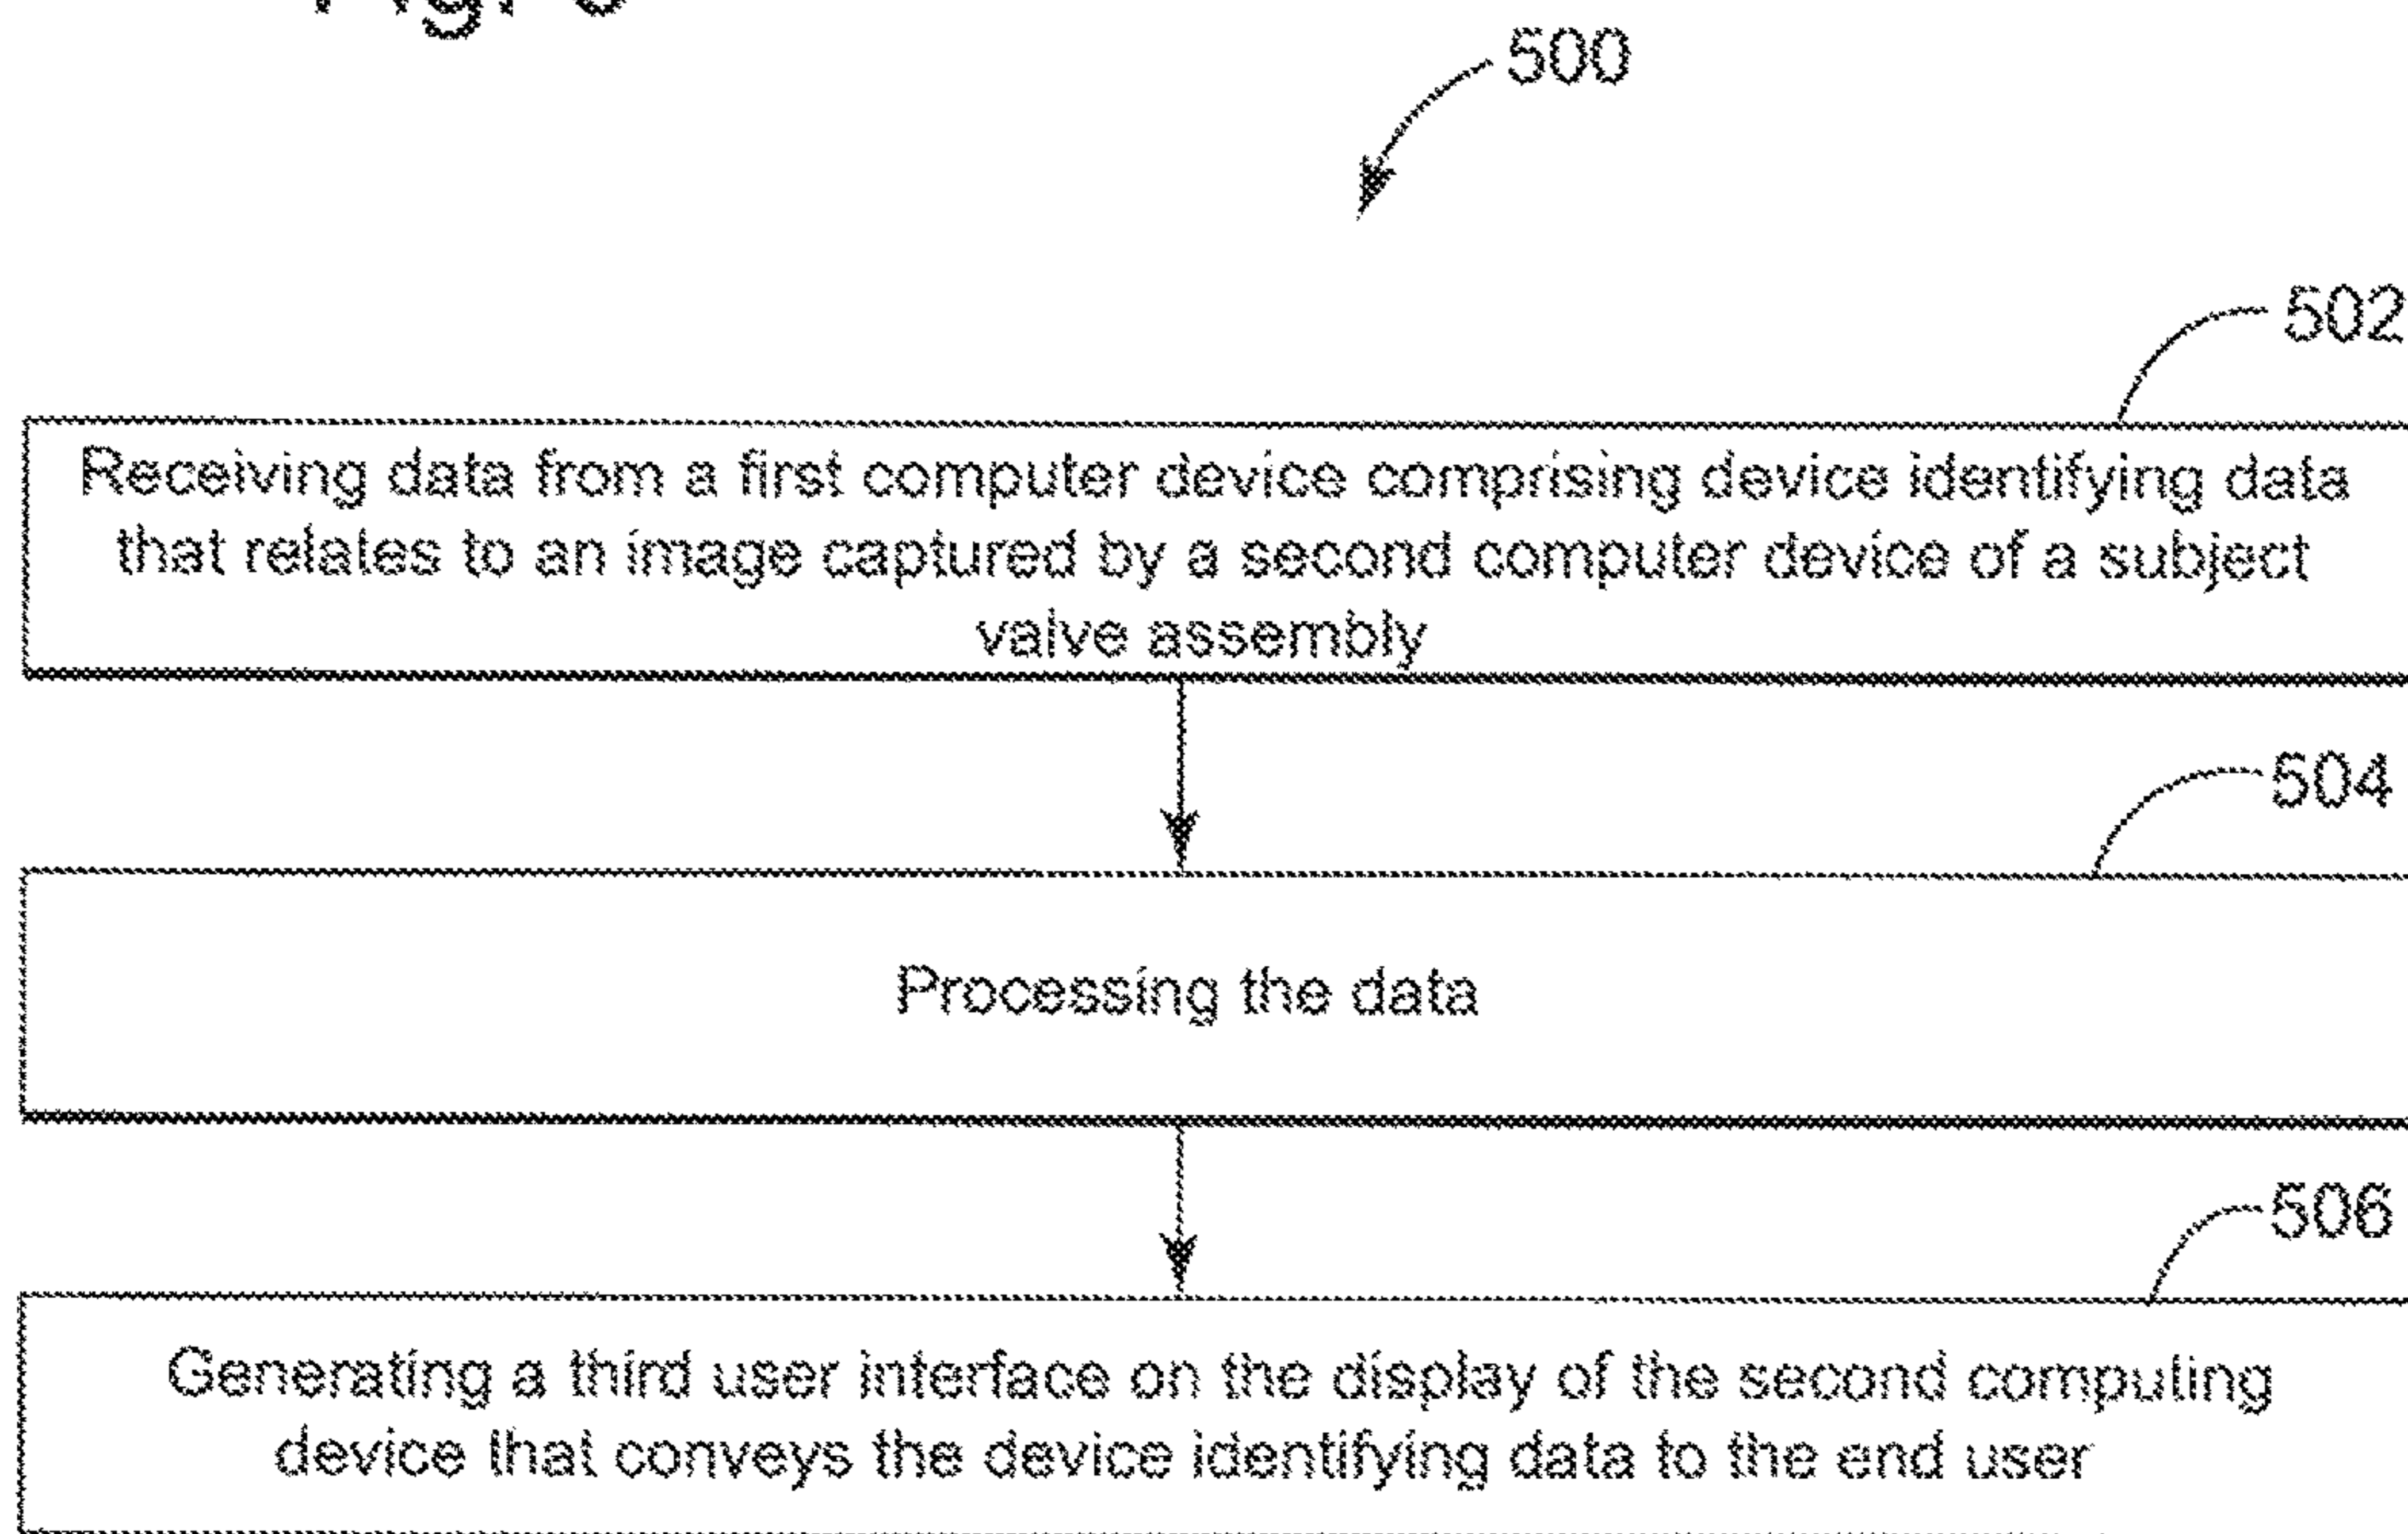 500
502
Receiving data from a first computer device comprising device identifying data
that relates to an image captured by a second computer device of a subject
valve assembly
504
Processing the data
506
Generating a third user interface on the display of the second computing
device that conveys the device identifying data to the end user